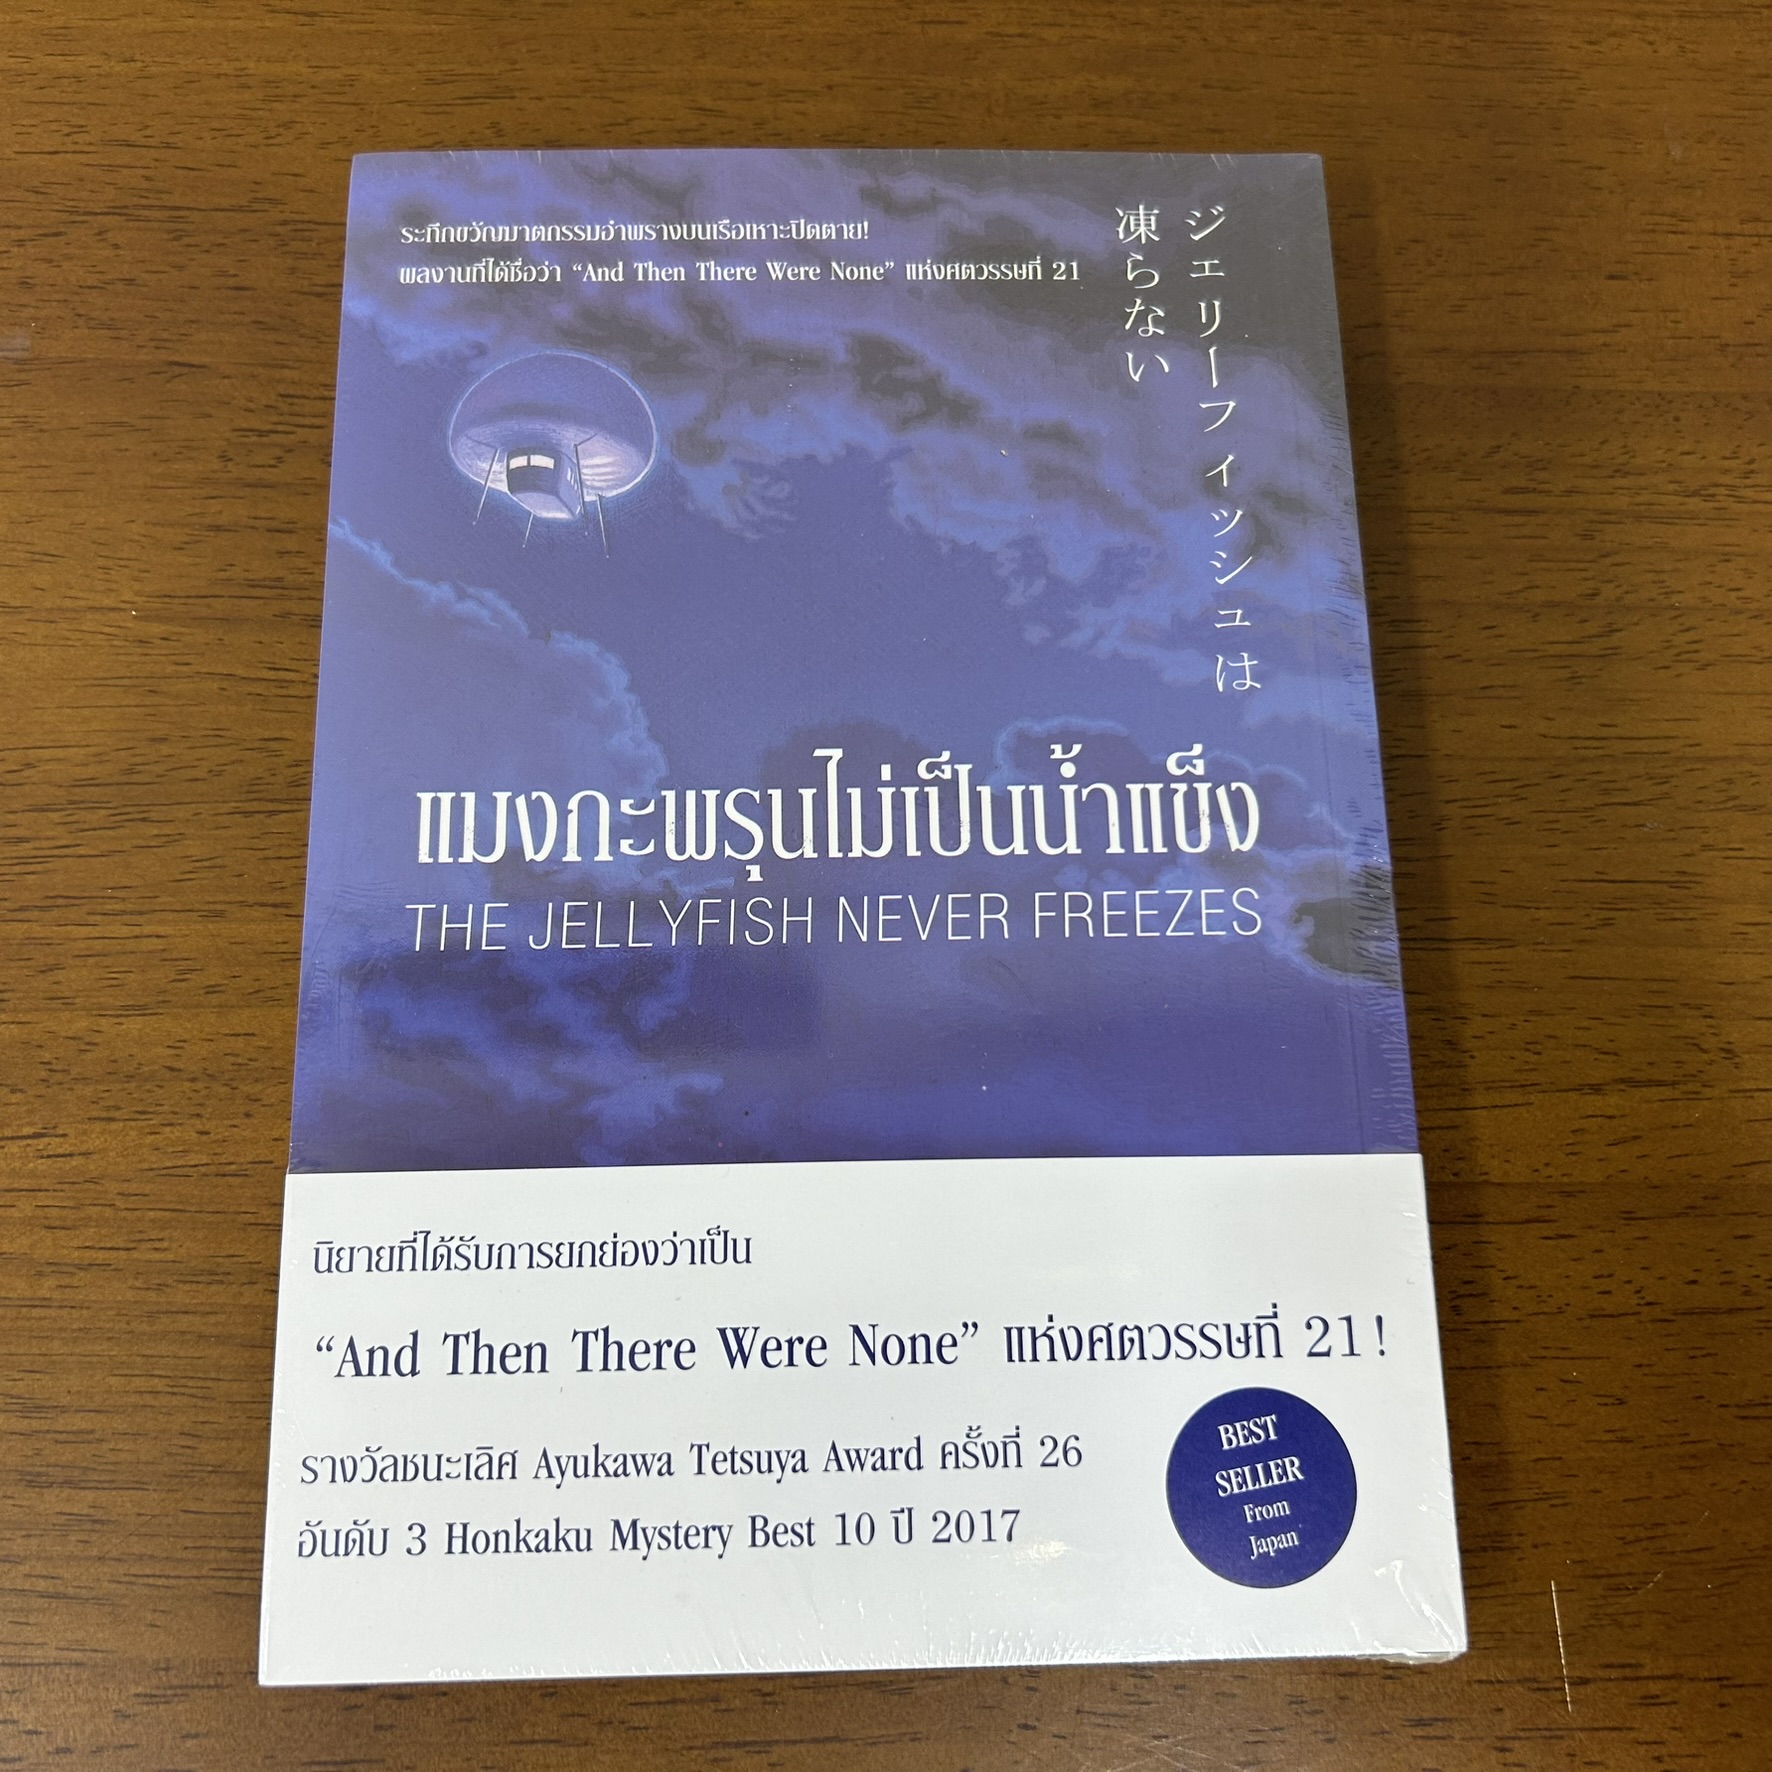 ระทึกขวัญฆาตกรรมอำพรางบนเรือเหาะปิดตาย!
ผลงานที่ได้ชื่อว่า “And Then There Were None” แห่งศตวรรษที่ 21
ジェリーフィッシュは
凍らない
แมงกะพรุนไม่เป็นน้ำแข็ง
THE JELLYFISH NEVER FREEZES
นิยายที่ได้รับการยกย่องว่าเป็น
“And Then There Were None” แห่งศตวรรษที่ 21!
รางวัลชนะเลิศ Ayukawa Tetsuya Award ครั้งที่ 26
อันดับ 3 Honkaku Mystery Best 10 ปี 2017
BEST
SELLER
From
Japan